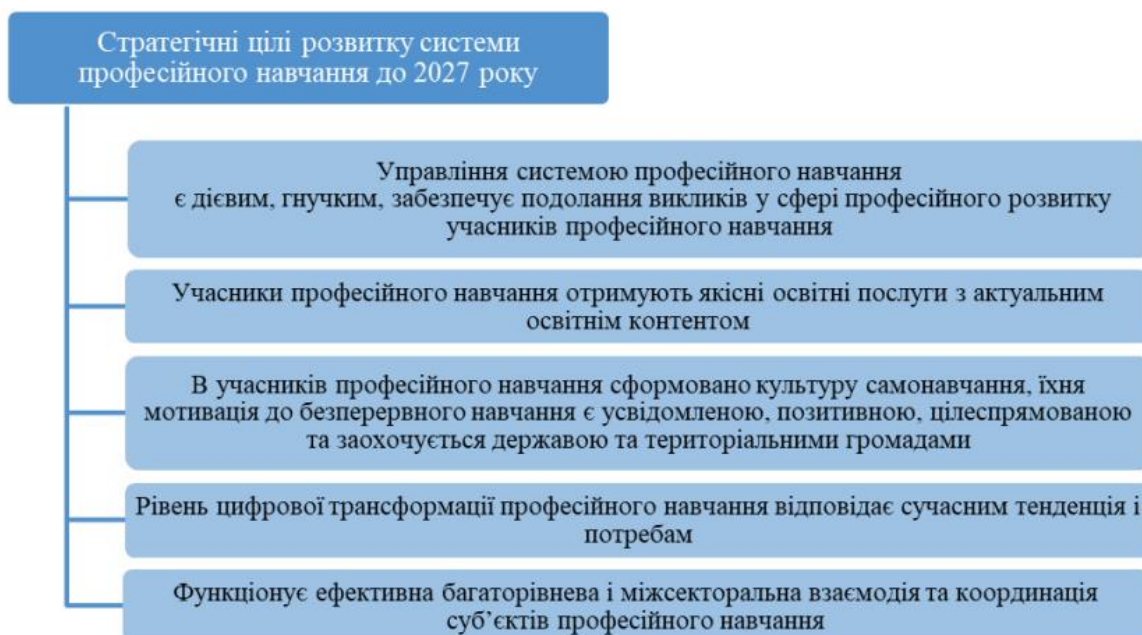 Стратегічні цілі розвитку системи
професійного навчання до 2027 року
Управління системою професійного навчання
є дієвим, гнучким, забезпечує подолання викликів у сфері професійного розвитку
учасників професійного навчання
Учасники професійного навчання отримують якісні освітні послуги з актуальним
освітнім контентом
В учасників професійного навчання сформовано культуру самонавчання, їхня
мотивація до безперервного навчання є усвідомленою, позитивною, цілеспрямованою
та заохочується державою та територіальними громадами
Рівень цифрової трансформації професійного навчання відповідає сучасним тенденція і
потребам
Функціонує ефективна багаторівнева і міжсекторальна взаємодія та координація
суб’єктів професійного навчання